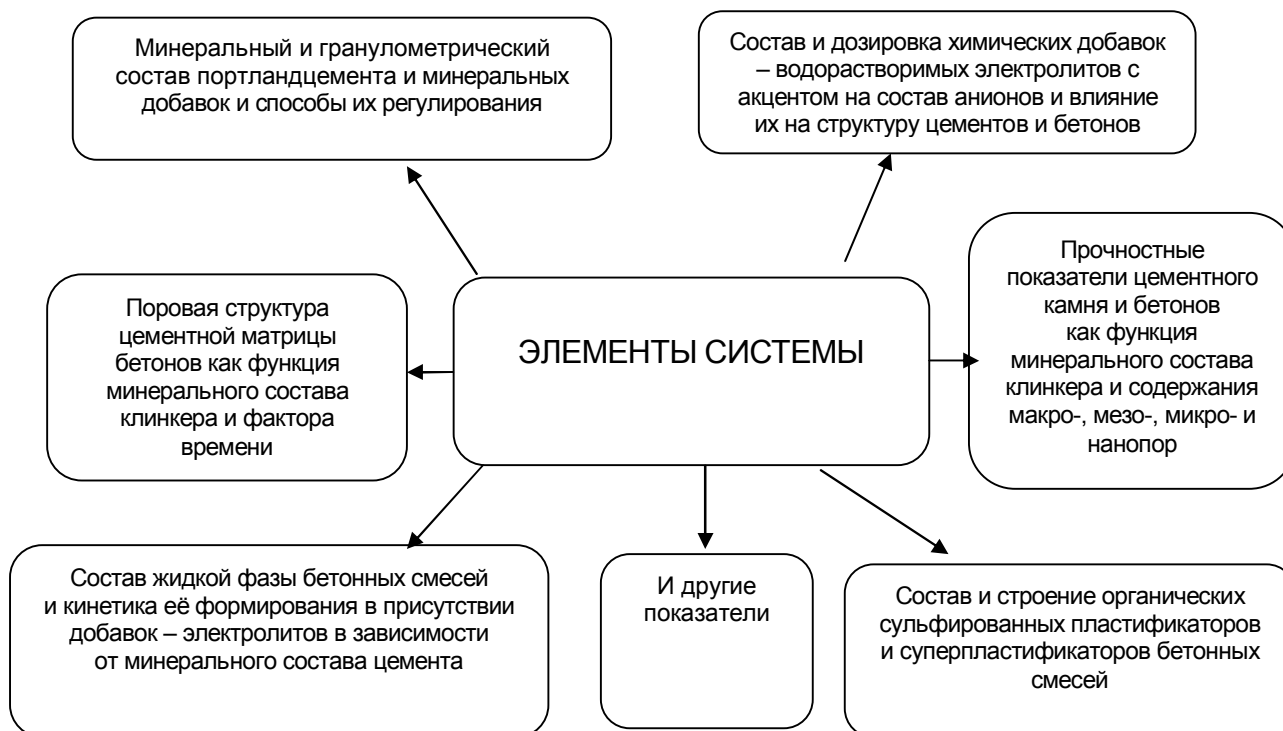 Минеральный и гранулометрический
состав портландцемента и минеральных
добавок и способы их регулирования
Состав и дозировка химических добавок
– водорастворимых электролитов с
акцентом на состав анионов и влияние
их на структуру цементов и бетонов
Поровая структура
цементной матрицы
бетонов как функция
минерального состава
клинкера и фактора
времени
ЭЛЕМЕНТЫ СИСТЕМЫ
Прочностные
показатели цементного
камня и бетонов
как функция
минерального состава
клинкера и содержания
макро-, мезо-, микро- и
нанопор
Состав жидкой фазы бетонных смесей
и кинетика её формирования в присутствии
добавок – электролитов в зависимости
от минерального состава цемента
И другие
показатели
Состав и строение органических
сульфированных пластификаторов
и суперпластификаторов бетонных
смесей